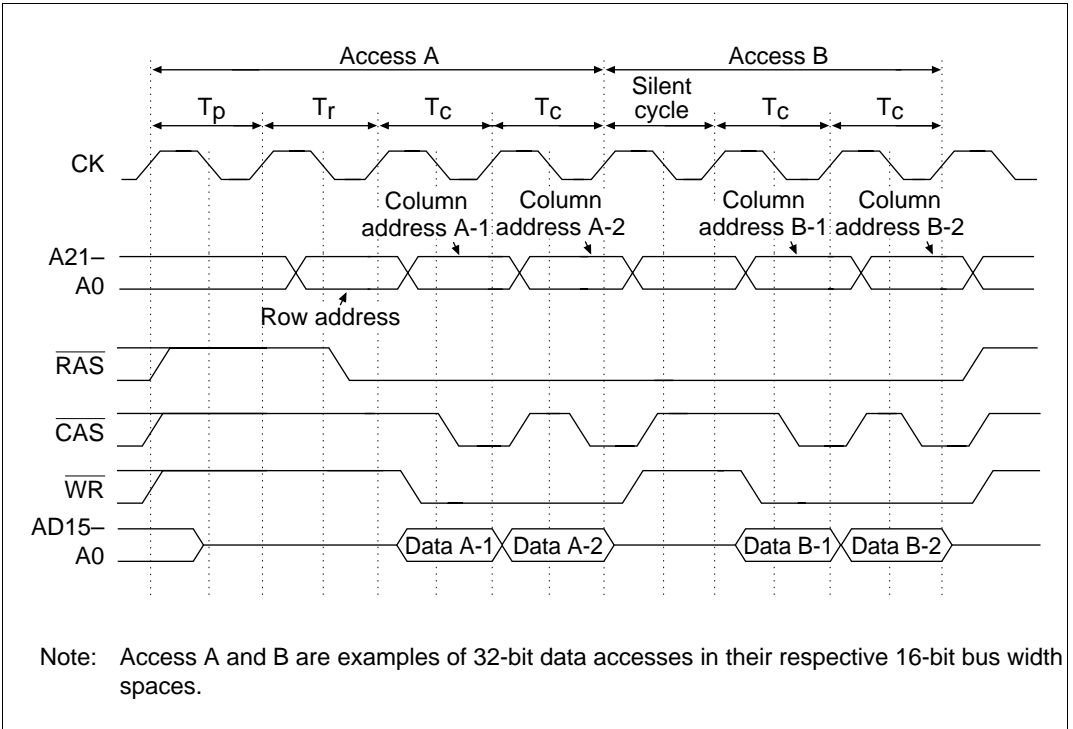 Access A
Access B
Tp
Tr
Tc
Tc
Silent
cycle
Tc
Tc
CK
Column
address A-1
Column
address A-2
Column
address B-1
Column
address B-2
A21–
A0
Row address
RAS
CAS
WR
AD15–
A0
Data A-1
Data A-2
Data B-1
Data B-2
Note: Access A and B are examples of 32-bit data accesses in their respective 16-bit bus width
spaces.